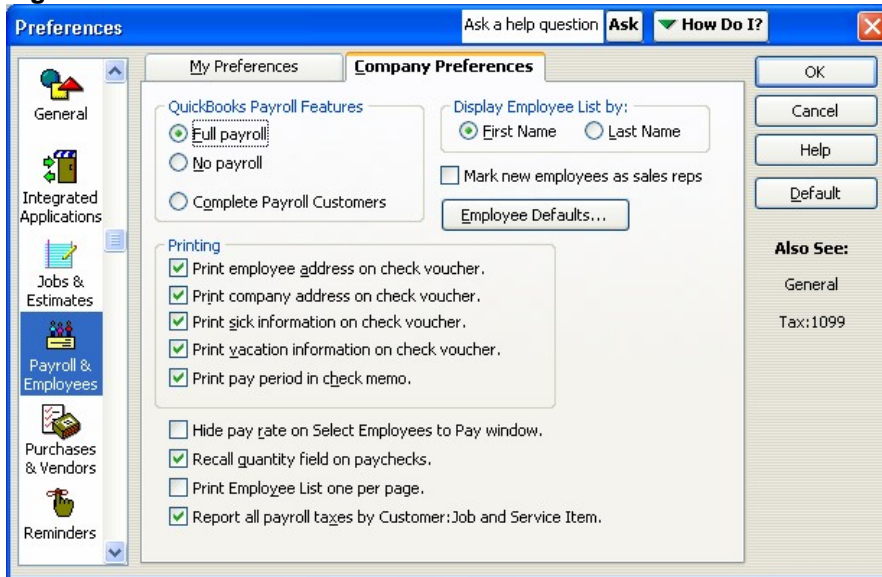 Preferences
Ask a help question
Ask
How Do I?
General
Integrated
Applications
Jobs &
Estimates
Payroll &
Employees
Purchases
& Vendors
Reminders
My Preferences
Company Preferences
QuickBooks Payroll Features
Full payroll
No payroll
Complete Payroll Customers
Display Employee List by:
First Name
Last Name
Mark new employees as sales reps
Employee Defaults...
Printing
Print employee address on check voucher.
Print company address on check voucher.
Print sick information on check voucher.
Print vacation information on check voucher.
Print pay period in check memo.
Hide pay rate on Select Employees to Pay window.
Recall quantity field on paychecks.
Print Employee List one per page.
Report all payroll taxes by Customer:Job and Service Item.
OK
Cancel
Help
Default
Also See:
General
Tax:1099